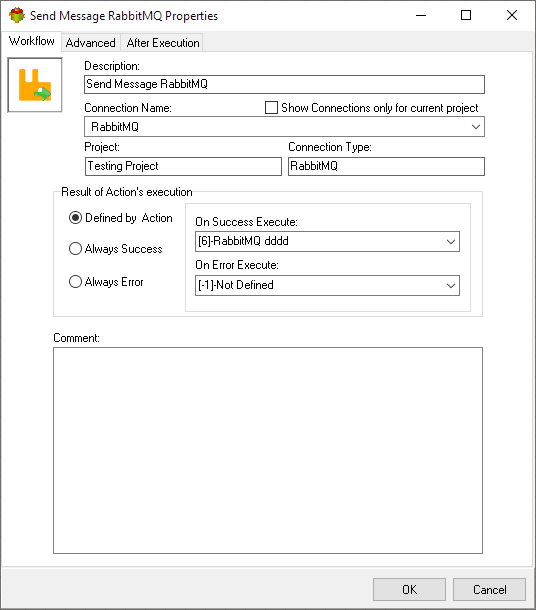 Send Message RabbitMQ Properties
Workflow Advanced After Execution
Description:
Send Message RabbitMQ
Connection Name: Show Connections only for current project
RabbitMQ
Project: Connection Type:
Testing Project RabbitMQ
Result of Action's execution
Defined by Action
Always Success
Always Error
On Success Execute:
[6]-RabbitMQ dddd
On Error Execute:
[-1]-Not Defined
Comment:
OK Cancel